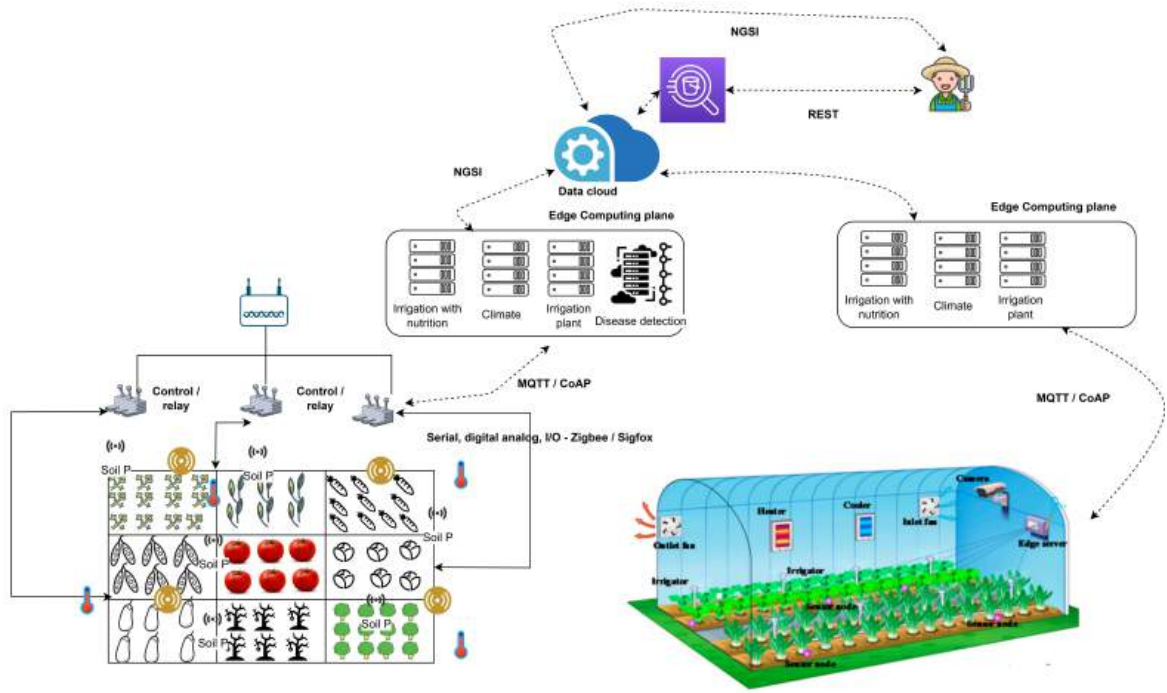 NGSI
REST
NGSI
Data cloud
Edge Computing plane
Edge Computing plane
Irrigation with
nutrition
Climate
Irrigation
plant
Disease detection
Irrigation with
nutrition
Climate
Irrigation
plant
Control /
relay
Control /
relay
MQTT / CoAP
MQTT / CoAP
Serial, digital analog, I/O - Zigbee / Sigfox
Soil P
Soil P
Soil P
Soil P
Soil P
Soil P
Camera
Heater
Cooler
Inlet fan
Outlet fan
Edge server
Irrigator
Irrigator
Sensor node
Sensor node
Sensor node